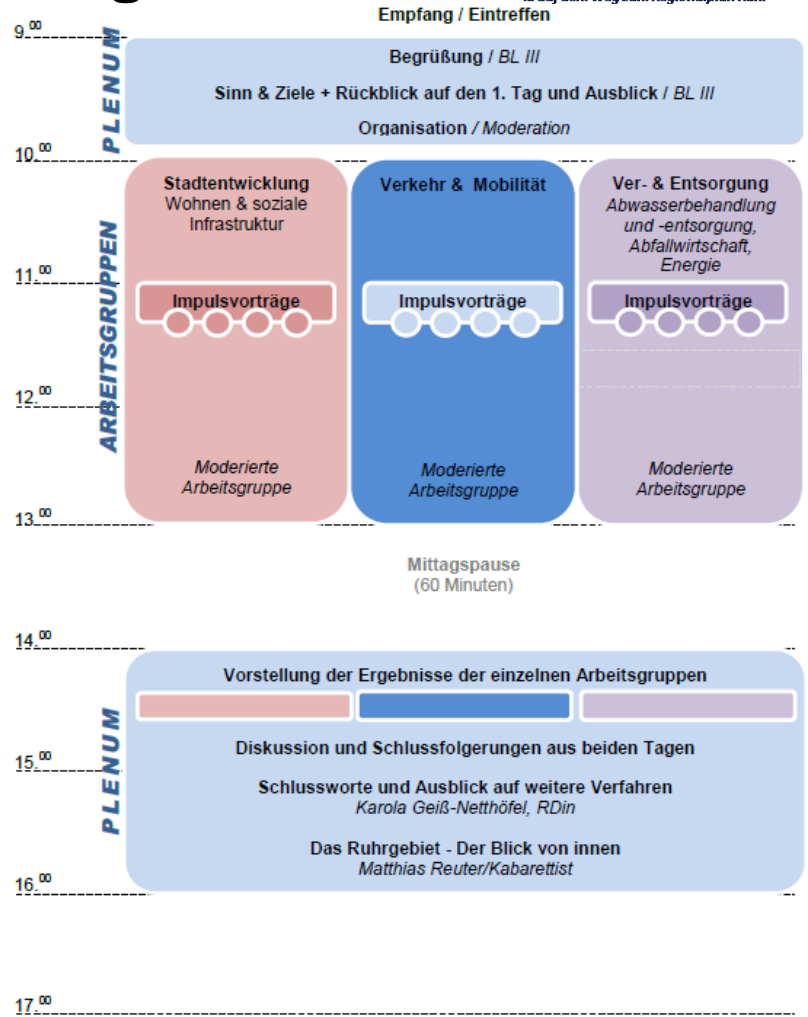 Empfang / Eintreffen
9.00
PLENUM
Begrüßung / BL III
Sinn & Ziele + Rückblick auf den 1. Tag und Ausblick / BL III
Organisation / Moderation
10.00
ARBEITSGRUPPEN
Stadtentwicklung
Wohnen & soziale
Infrastruktur
Verkehr & Mobilität
Ver- & Entsorgung
Abwasserbehandlung
und -entsorgung,
Abfallwirtschaft,
Energie
11.00
Impulsvorträge
Impulsvorträge
Impulsvorträge
12.00
Moderierte
Arbeitsgruppe
Moderierte
Arbeitsgruppe
Moderierte
Arbeitsgruppe
13.00
Mittagspause
(60 Minuten)
14.00
PLENUM
Vorstellung der Ergebnisse der einzelnen Arbeitsgruppen
Diskussion und Schlussfolgerungen aus beiden Tagen
15.00
Schlussworte und Ausblick auf weitere Verfahren
Karola Geiß-Netthöfel, RDin
Das Ruhrgebiet - Der Blick von innen
Matthias Reuter/Kabarettist
16.00
17.00